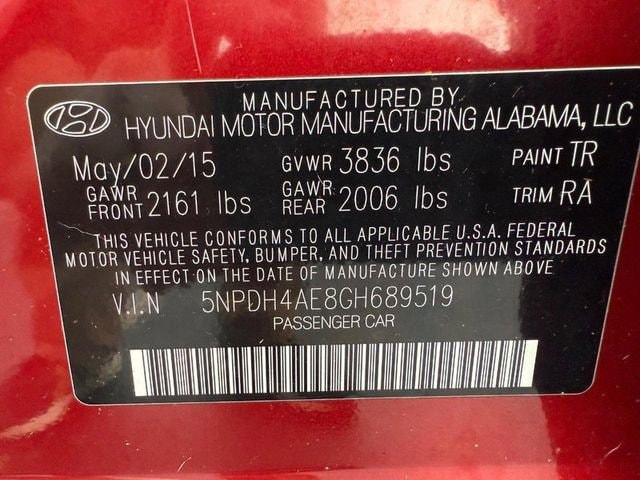 MANUFACTURED BY
HYUNDAI MOTOR MANUFACTURING ALABAMA, LLC
May/02/15 GVWR 3836 lbs PAINT TR
GAWR FRONT 2161 lbs GAWR REAR 2006 lbs TRIM RA
THIS VEHICLE CONFORMS TO ALL APPLICABLE U.S.A. FEDERAL
MOTOR VEHICLE SAFETY, BUMPER, AND THEFT PREVENTION STANDARDS
IN EFFECT ON THE DATE OF MANUFACTURE SHOWN ABOVE
V.I.N 5NPDH4AE8GH689519
PASSENGER CAR